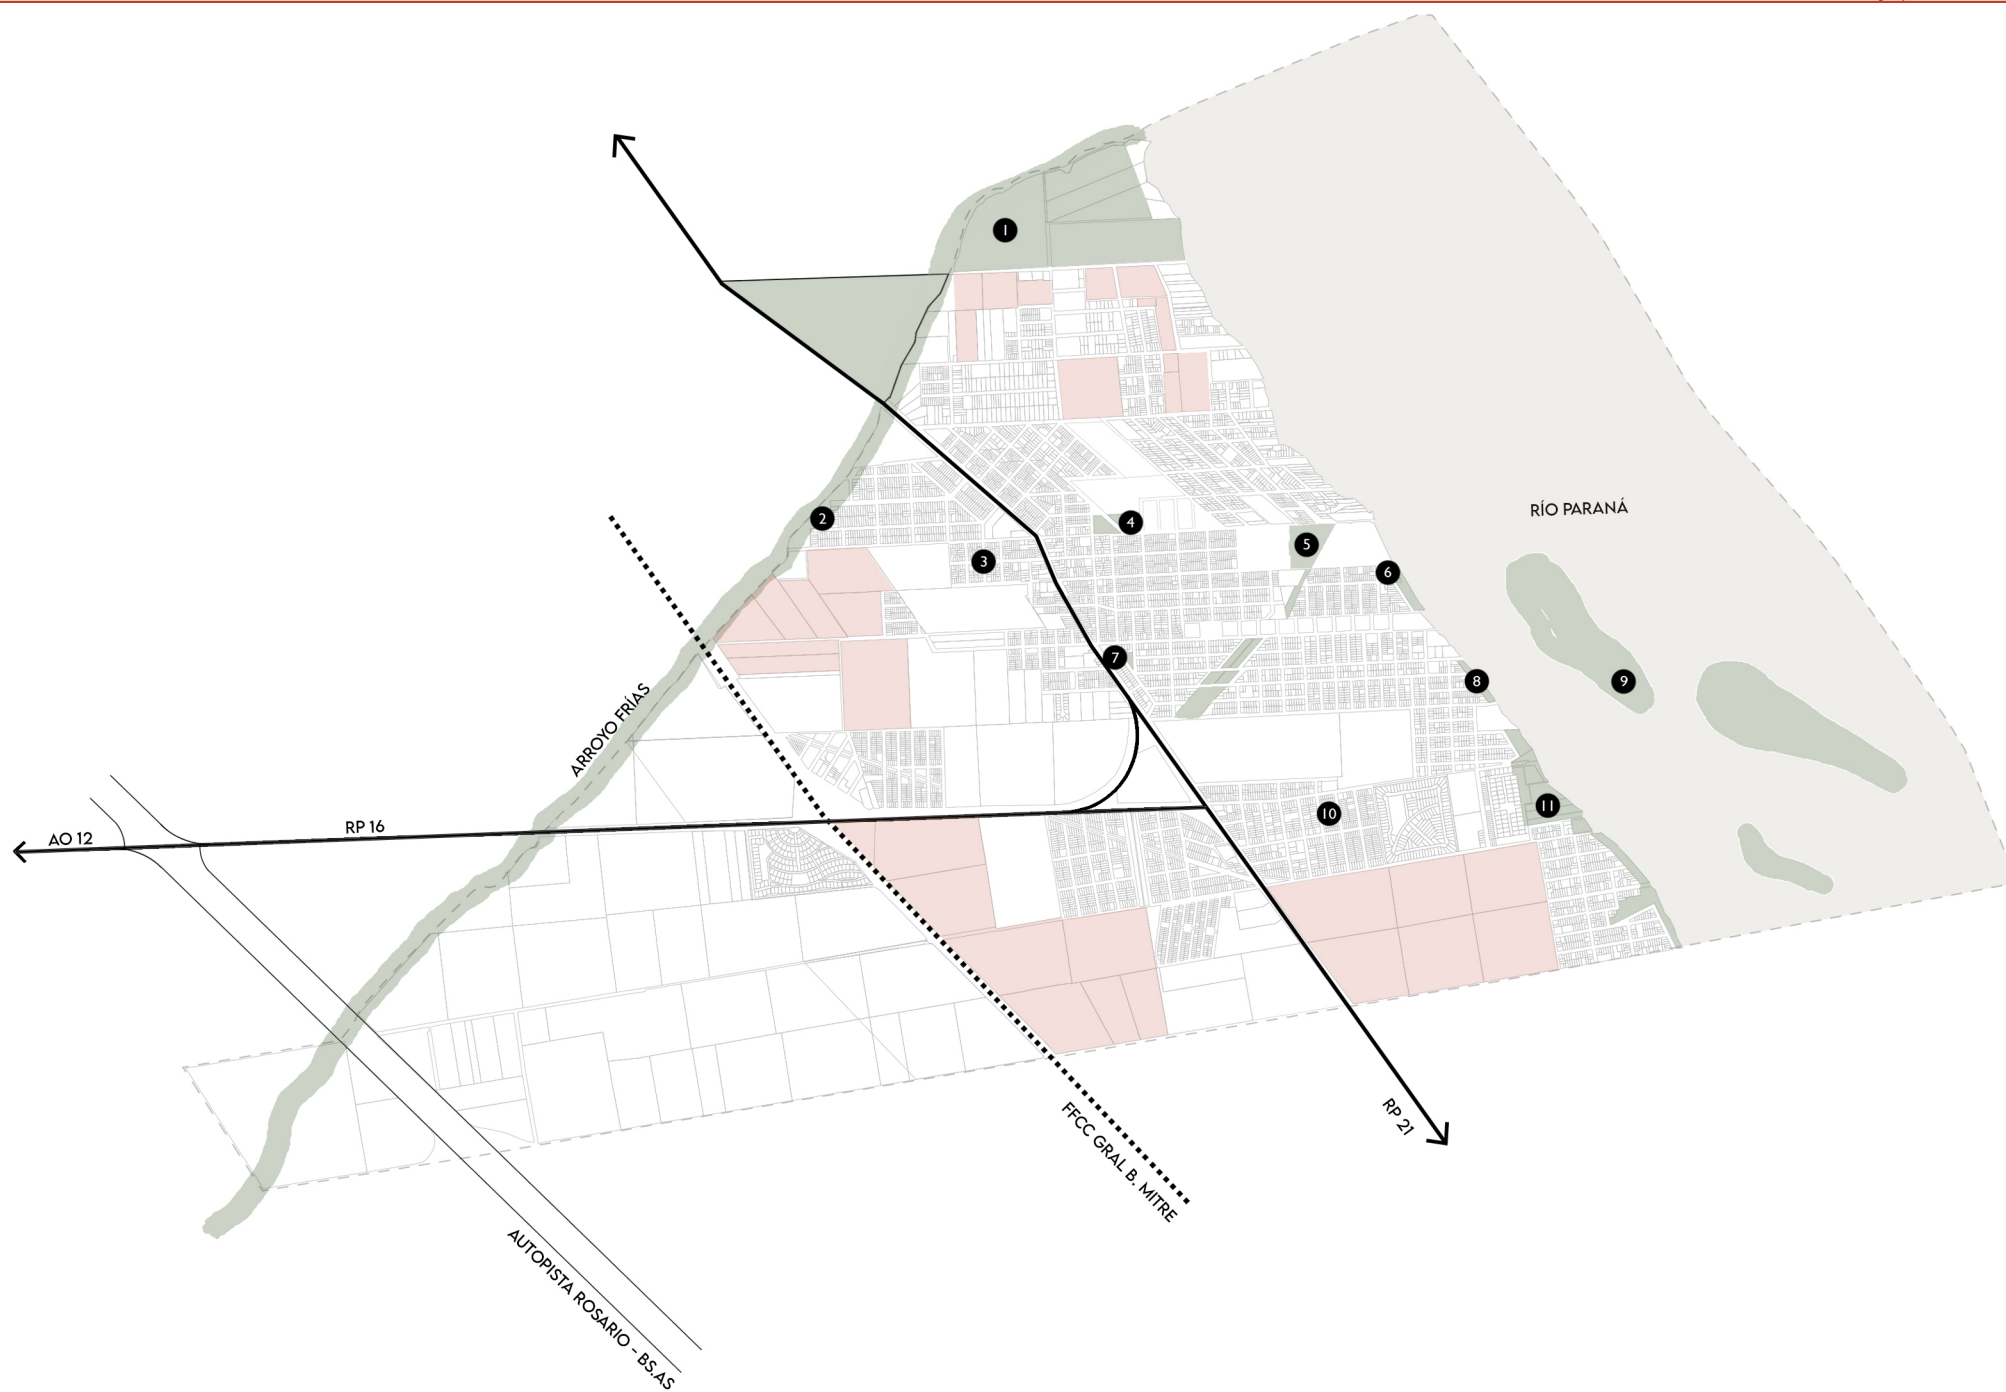 1
RÍO PARANÁ
2
4
5
3
6
7
8
9
ARROYO FRÍAS
11
10
RP 16
AO 12
RP 21
FFCC GRAL B. MITRE
AUTOPISTA ROSARIO - BS.AS